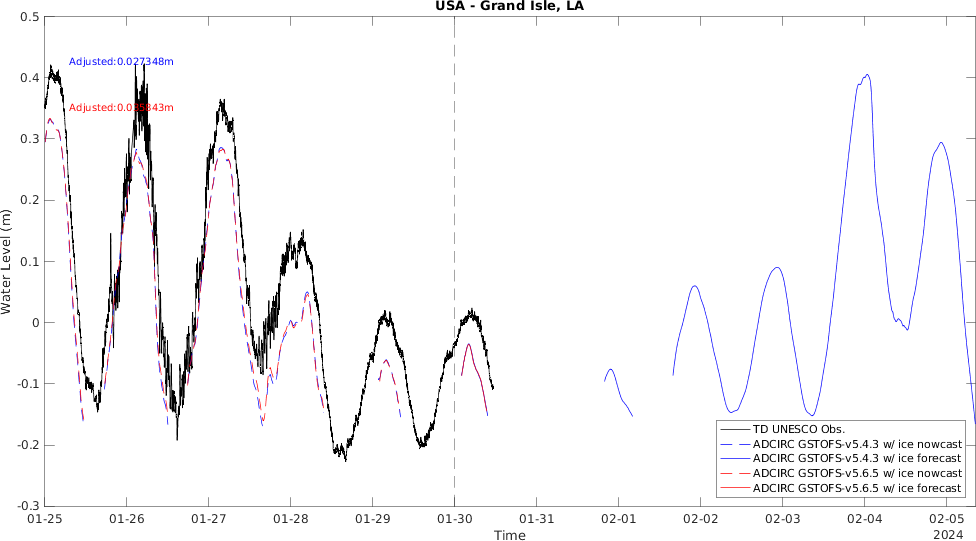 USA - Grand Isle, LA
0.5
0.4
0.3
0.2
0.1
0
-0.1
-0.2
-0.3
Water Level (m)
Adjusted:0.027348m
TD UNESCO Obs.
ADCIRC GSTOFS-v5.4.3 w/ ice nowcast
ADCIRC GSTOFS-v5.4.3 w/ ice forecast
ADCIRC GSTOFS-v5.6.5 w/ ice nowcast
ADCIRC GSTOFS-v5.6.5 w/ ice forecast
01-25 01-26 01-27 01-28 01-29 01-30 01-31 02-01 02-02 02-03 02-04 02-05
Time
2024